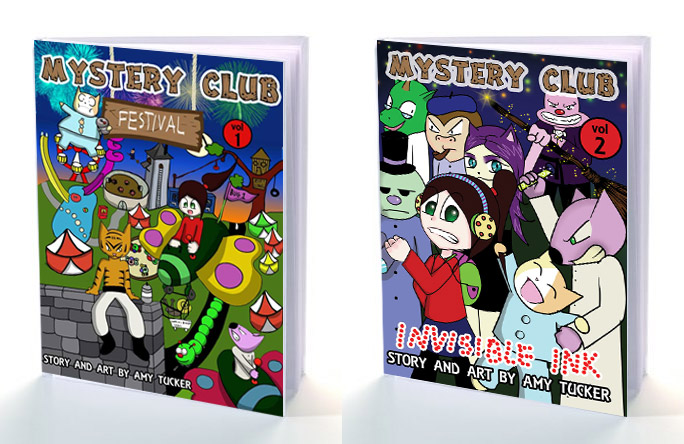 MYSTERY CLUB
FESTIVAL
vol
1
STORY AND ART BY AMY TUCKER
MYSTERY CLUB
vol
2
INVISIBLE INK
STORY AND ART BY AMY TUCKER